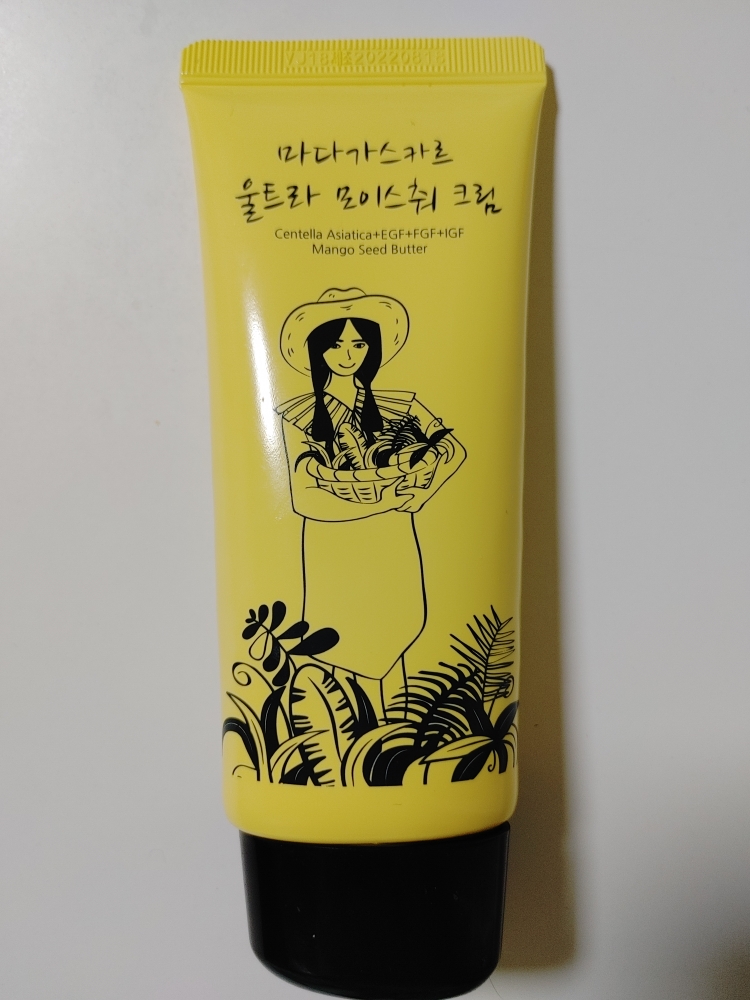 마다가스카르
울트라 모이스춰 크림
Centella Asiatica+EGF+FGF+IGF
Mango Seed Butter